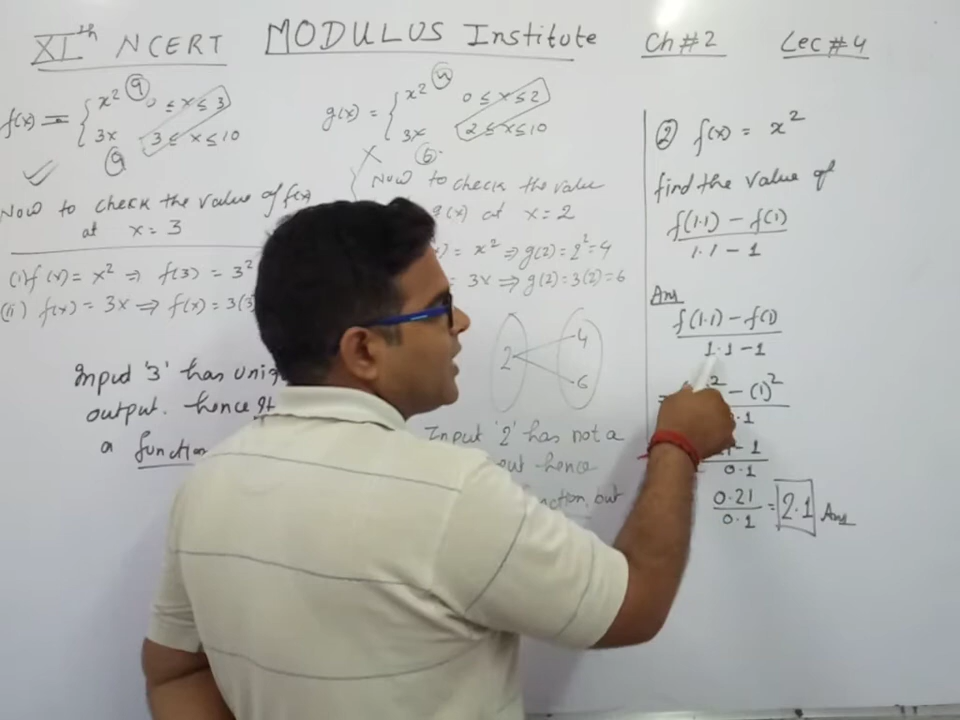 XIth NCERT MODULUS Institute Ch#2 Lec#4
f(x) = { x² ⑨ 0 ≤ x ≤ 3
3x 3 ≤ x ≤ 10
⑨
✓
Now to check the value of f(x)
at x = 3
(i) f(x) = x² ⇒ f(3) = 3²
(ii) f(x) = 3x ⇒ f(x) = 3(3
Input '3' has
output. hence
a function
g(x) = { x² ④ 0 ≤ x ≤ 2
3x 2 ≤ x ≤ 10
⑥
Now to check the value
g(x) at x = 2
= x² ⇒ g(2) = 2² = 4
= 3x ⇒ g(2) = 3(2) = 6
2 4
6
Input '2' has not a
hence
but
② f(x) = x²
find the value of
f(1.1) - f(1)
1.1 - 1
Ans
f(1.1) - f(1)
1.1 - 1
² - (1)²
.1
- 1
0.1
0.21
0.1
= 2.1 Ans